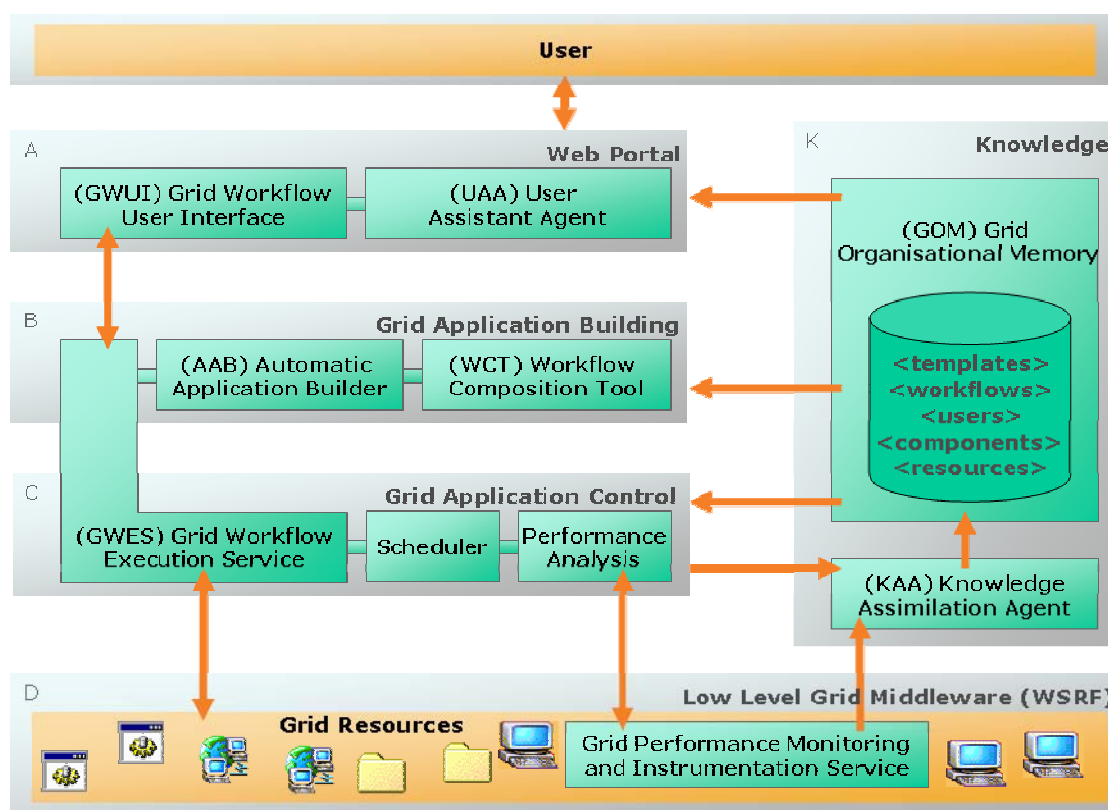 User
A
Web Portal
(GWUI) Grid Workflow
User Interface
(UAA) User
Assistant Agent
K
Knowledge
(GOM) Grid
Organisational Memory
<templates>
<workflows>
<users>
<components>
<resources>
(KAA) Knowledge
Assimilation Agent
B
Grid Application Building
(AAB) Automatic
Application Builder
(WCT) Workflow
Composition Tool
C
Grid Application Control
(GWES) Grid Workflow
Execution Service
Scheduler
Performance
Analysis
D
Low Level Grid Middleware (WSRF)
Grid Resources
Grid Performance Monitoring
and Instrumentation Service